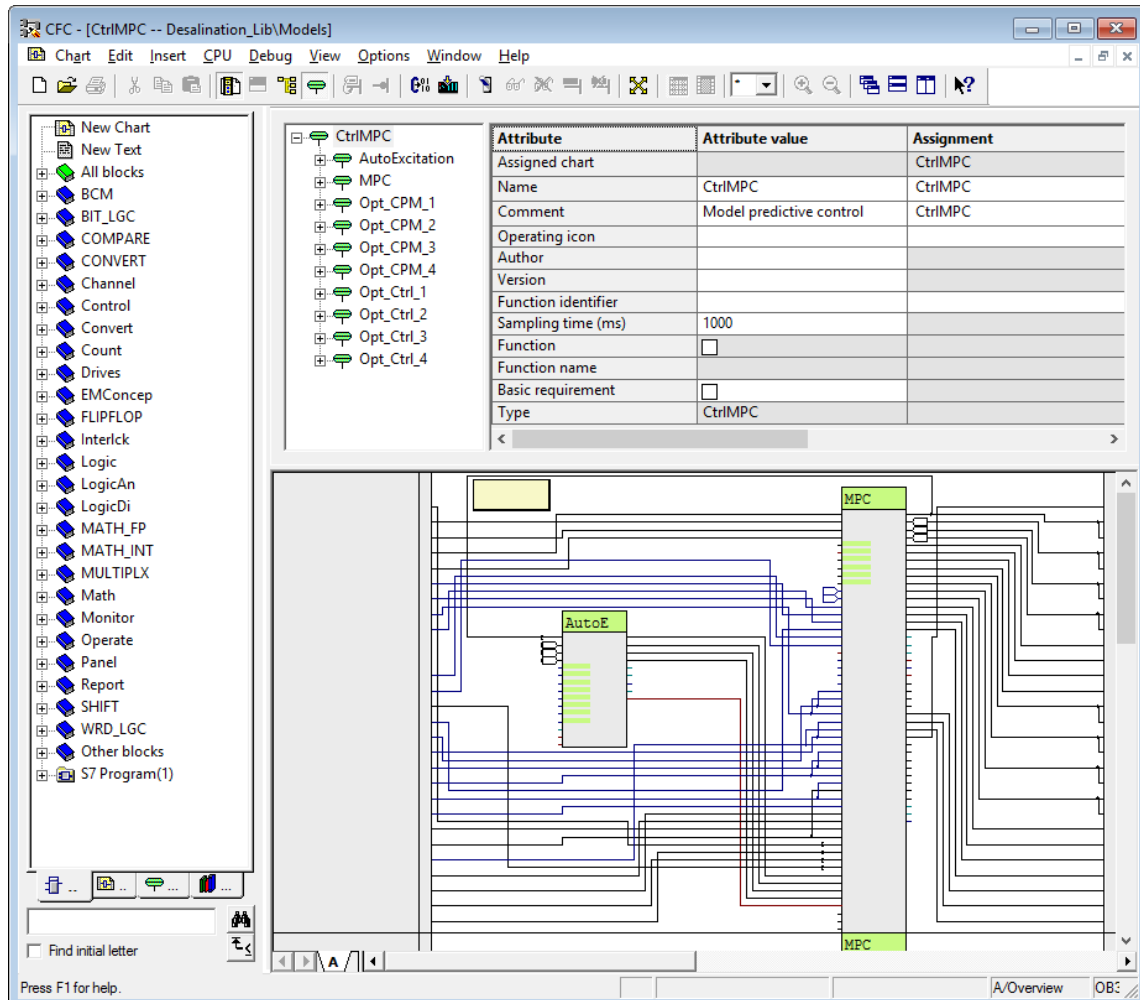 CFC - [CtrlMPC -- Desalination_Lib\Models]
Chart Edit Insert CPU Debug View Options Window Help
New Chart
New Text
All blocks
BCM
BIT_LGC
COMPARE
CONVERT
Channel
Control
Convert
Count
Drives
EMConcep
FLIPFLOP
Interlck
Logic
LogicAn
LogicDi
MATH_FP
MATH_INT
MULTIPLX
Math
Monitor
Operate
Panel
Report
SHIFT
WRD_LGC
Other blocks
S7 Program(1)
Find initial letter
CtrlMPC
AutoExcitation
MPC
Opt_CPM_1
Opt_CPM_2
Opt_CPM_3
Opt_CPM_4
Opt_Ctrl_1
Opt_Ctrl_2
Opt_Ctrl_3
Opt_Ctrl_4
Attribute Attribute value Assignment
Assigned chart CtrlMPC
Name CtrlMPC CtrlMPC
Comment Model predictive control CtrlMPC
Operating icon
Author
Version
Function identifier
Sampling time (ms) 1000
Function
Function name
Basic requirement
Type CtrlMPC
MPC
AutoE
MPC
A
Press F1 for help. A/Overview OB3